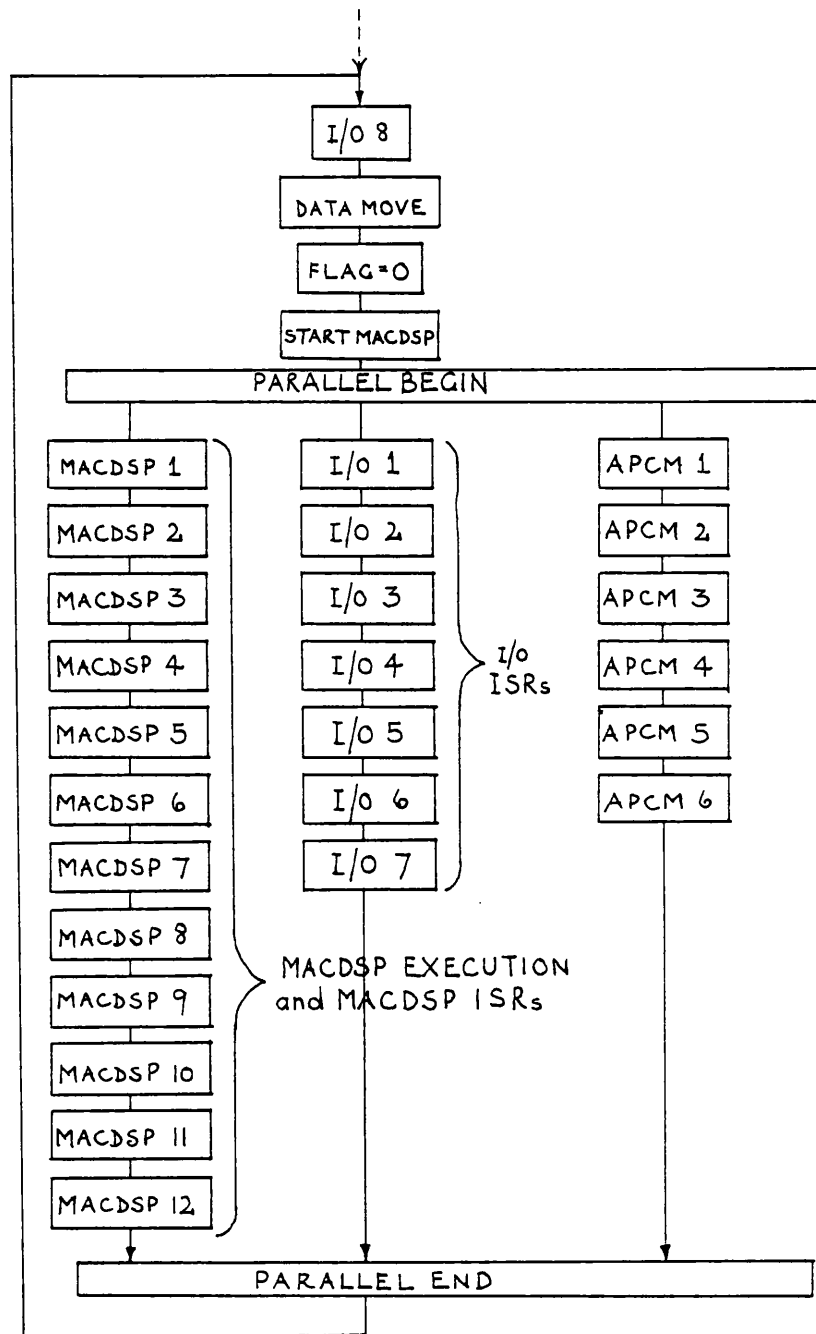 I/O 8
DATA MOVE
FLAG=0
START MACDSP
PARALLEL BEGIN
MACDSP 1
MACDSP 2
MACDSP 3
MACDSP 4
MACDSP 5
MACDSP 6
MACDSP 7
MACDSP 8
MACDSP 9
MACDSP 10
MACDSP 11
MACDSP 12
MACDSP EXECUTION
and MACDSP ISRs
I/O 1
I/O 2
I/O 3
I/O 4
I/O 5
I/O 6
I/O 7
I/O
ISRs
APCM 1
APCM 2
APCM 3
APCM 4
APCM 5
APCM 6
PARALLEL END